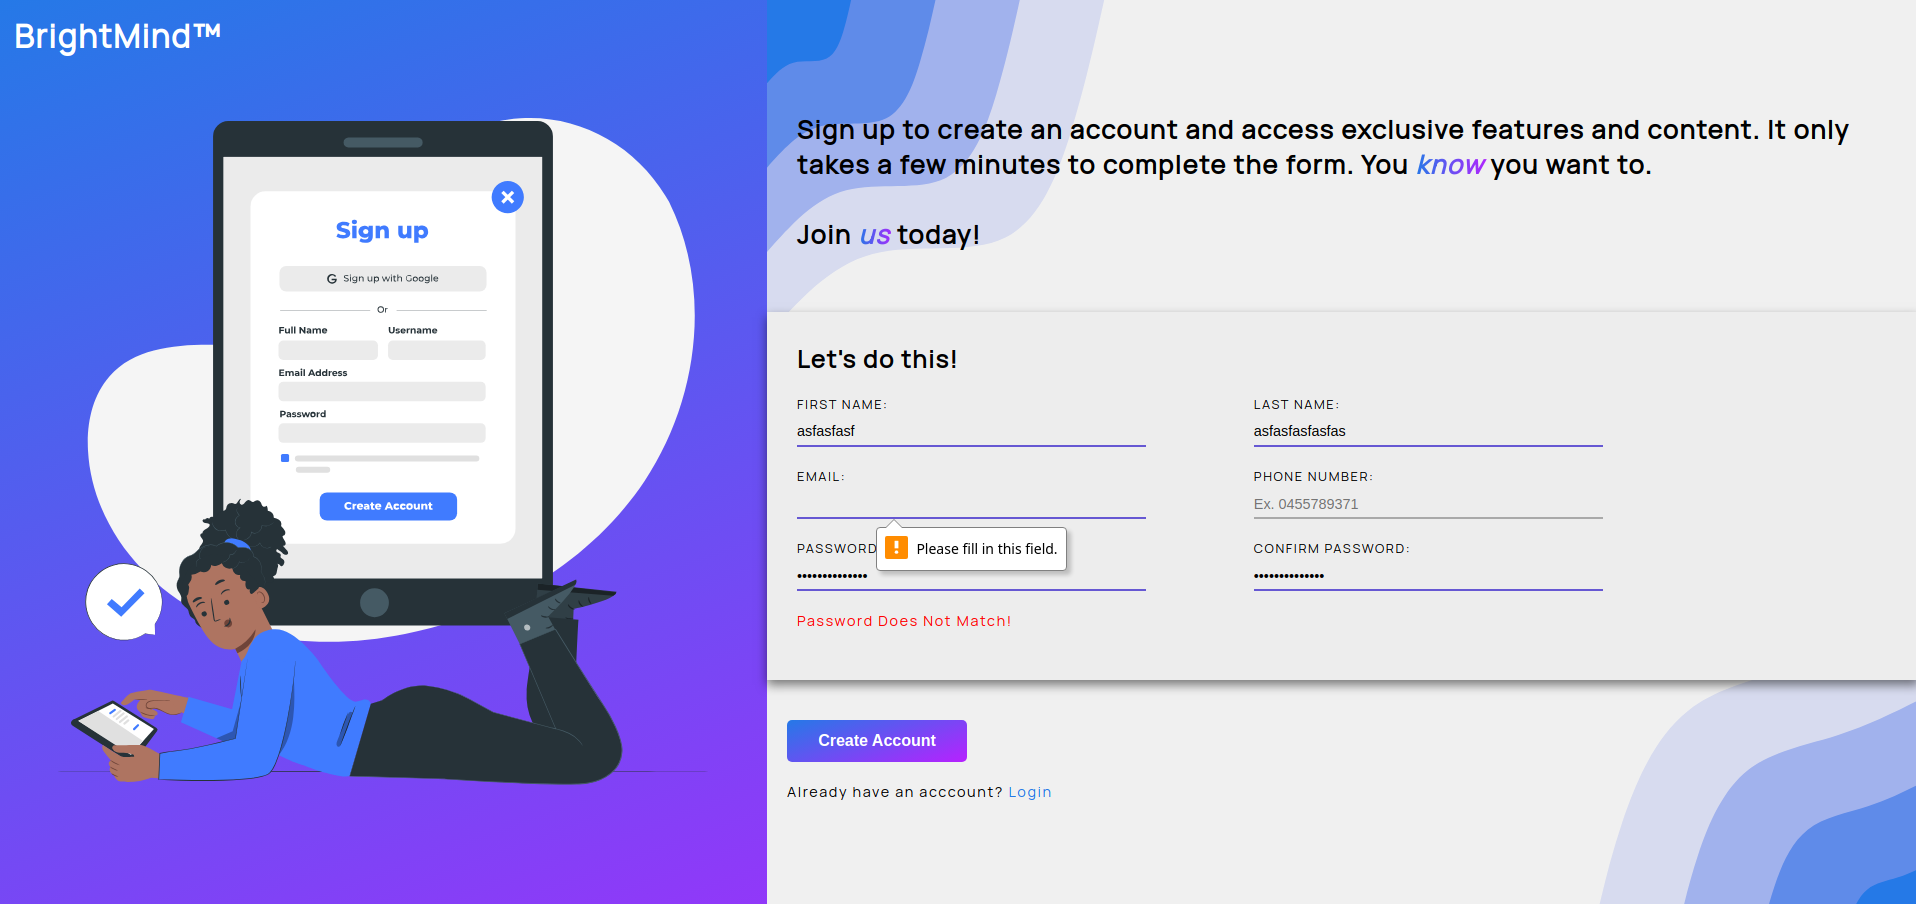 BrightMind™
Sign up
G Sign up with Google
Or
Full Name
Username
Email Address
Password
Create Account
Sign up to create an account and access exclusive features and content. It only
takes a few minutes to complete the form. You know you want to.
Join us today!
Let's do this!
FIRST NAME:
LAST NAME:
asfasfasf
asfasfasfasfas
EMAIL:
PHONE NUMBER:
Ex. 0455789371
Please fill in this field.
PASSWORD
CONFIRM PASSWORD:
••••••••••••••
••••••••••••••
Password Does Not Match!
Create Account
Already have an acccount? Login